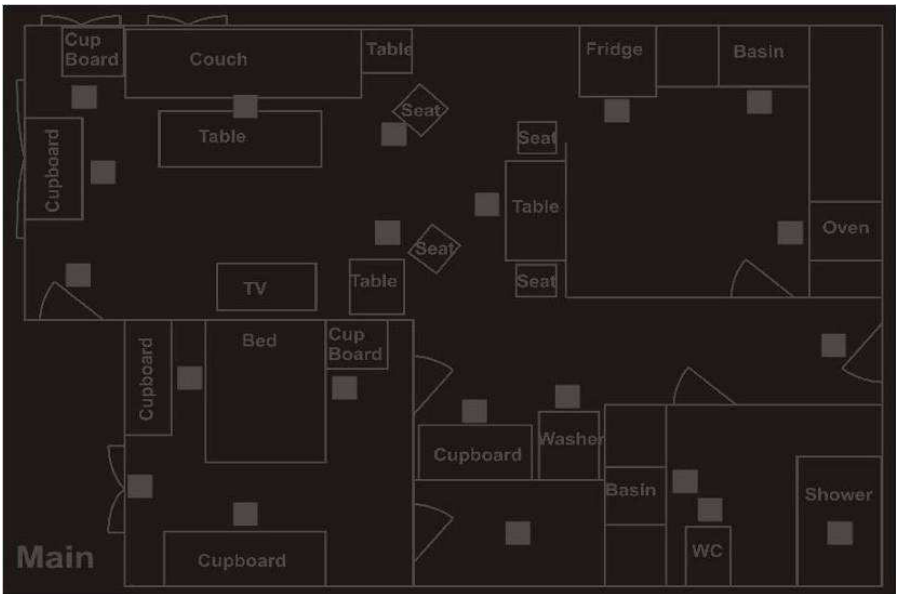 Cup
Board
Couch
Table
Fridge
Basin
Seat
Table
Seat
Cupboard
Table
Seat
Oven
TV
Table
Seat
Bed
Cup
Board
Cupboard
Cupboard
Washer
Basin
Shower
Main
Cupboard
WC